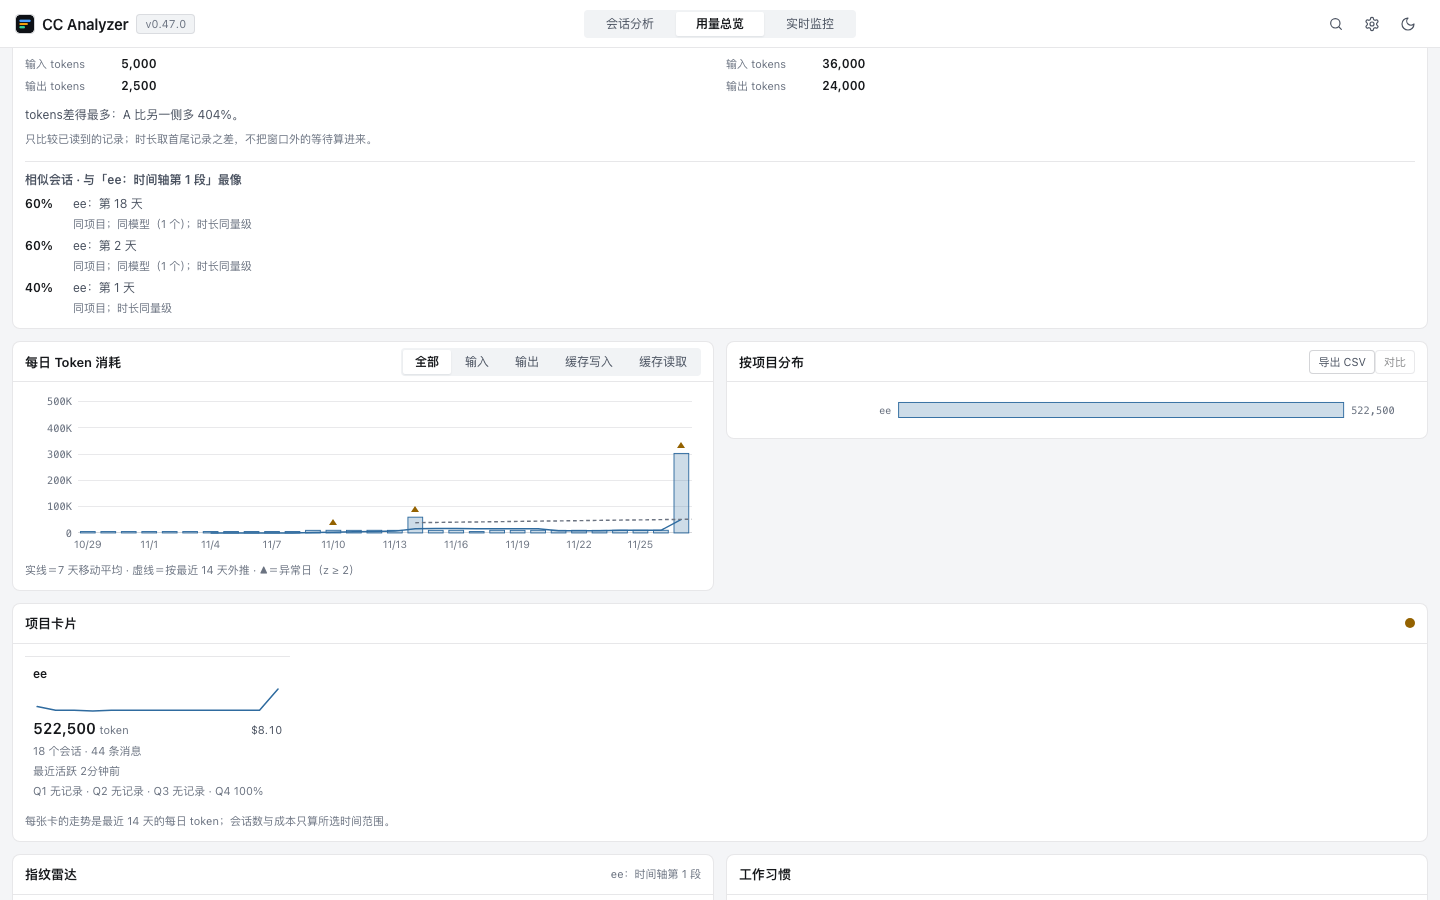 CC Analyzer v0.47.0 会话分析 用量总览 实时监控
输入 tokens 5,000 输入 tokens 36,000
输出 tokens 2,500 输出 tokens 24,000
tokens差得最多：A 比另一侧多 404%。
只比较已读到的记录；时长取首尾记录之差，不把窗口外的等待算进来。
相似会话 · 与「ee：时间轴第 1 段」最像
60% ee：第 18 天
同项目；同模型（1 个）；时长同量级
60% ee：第 2 天
同项目；同模型（1 个）；时长同量级
40% ee：第 1 天
同项目；时长同量级
每日 Token 消耗 全部 输入 输出 缓存写入 缓存读取
500K
400K
300K
200K
100K
0
10/29 11/1 11/4 11/7 11/10 11/13 11/16 11/19 11/22 11/25
实线＝7 天移动平均 · 虚线＝按最近 14 天外推 · ▲＝异常日（z ≥ 2）
按项目分布 导出 CSV 对比
ee 522,500
项目卡片
ee
522,500 token $8.10
18 个会话 · 44 条消息
最近活跃 2分钟前
Q1 无记录 · Q2 无记录 · Q3 无记录 · Q4 100%
每张卡的走势是最近 14 天的每日 token；会话数与成本只算所选时间范围。
指纹雷达 ee：时间轴第 1 段
工作习惯